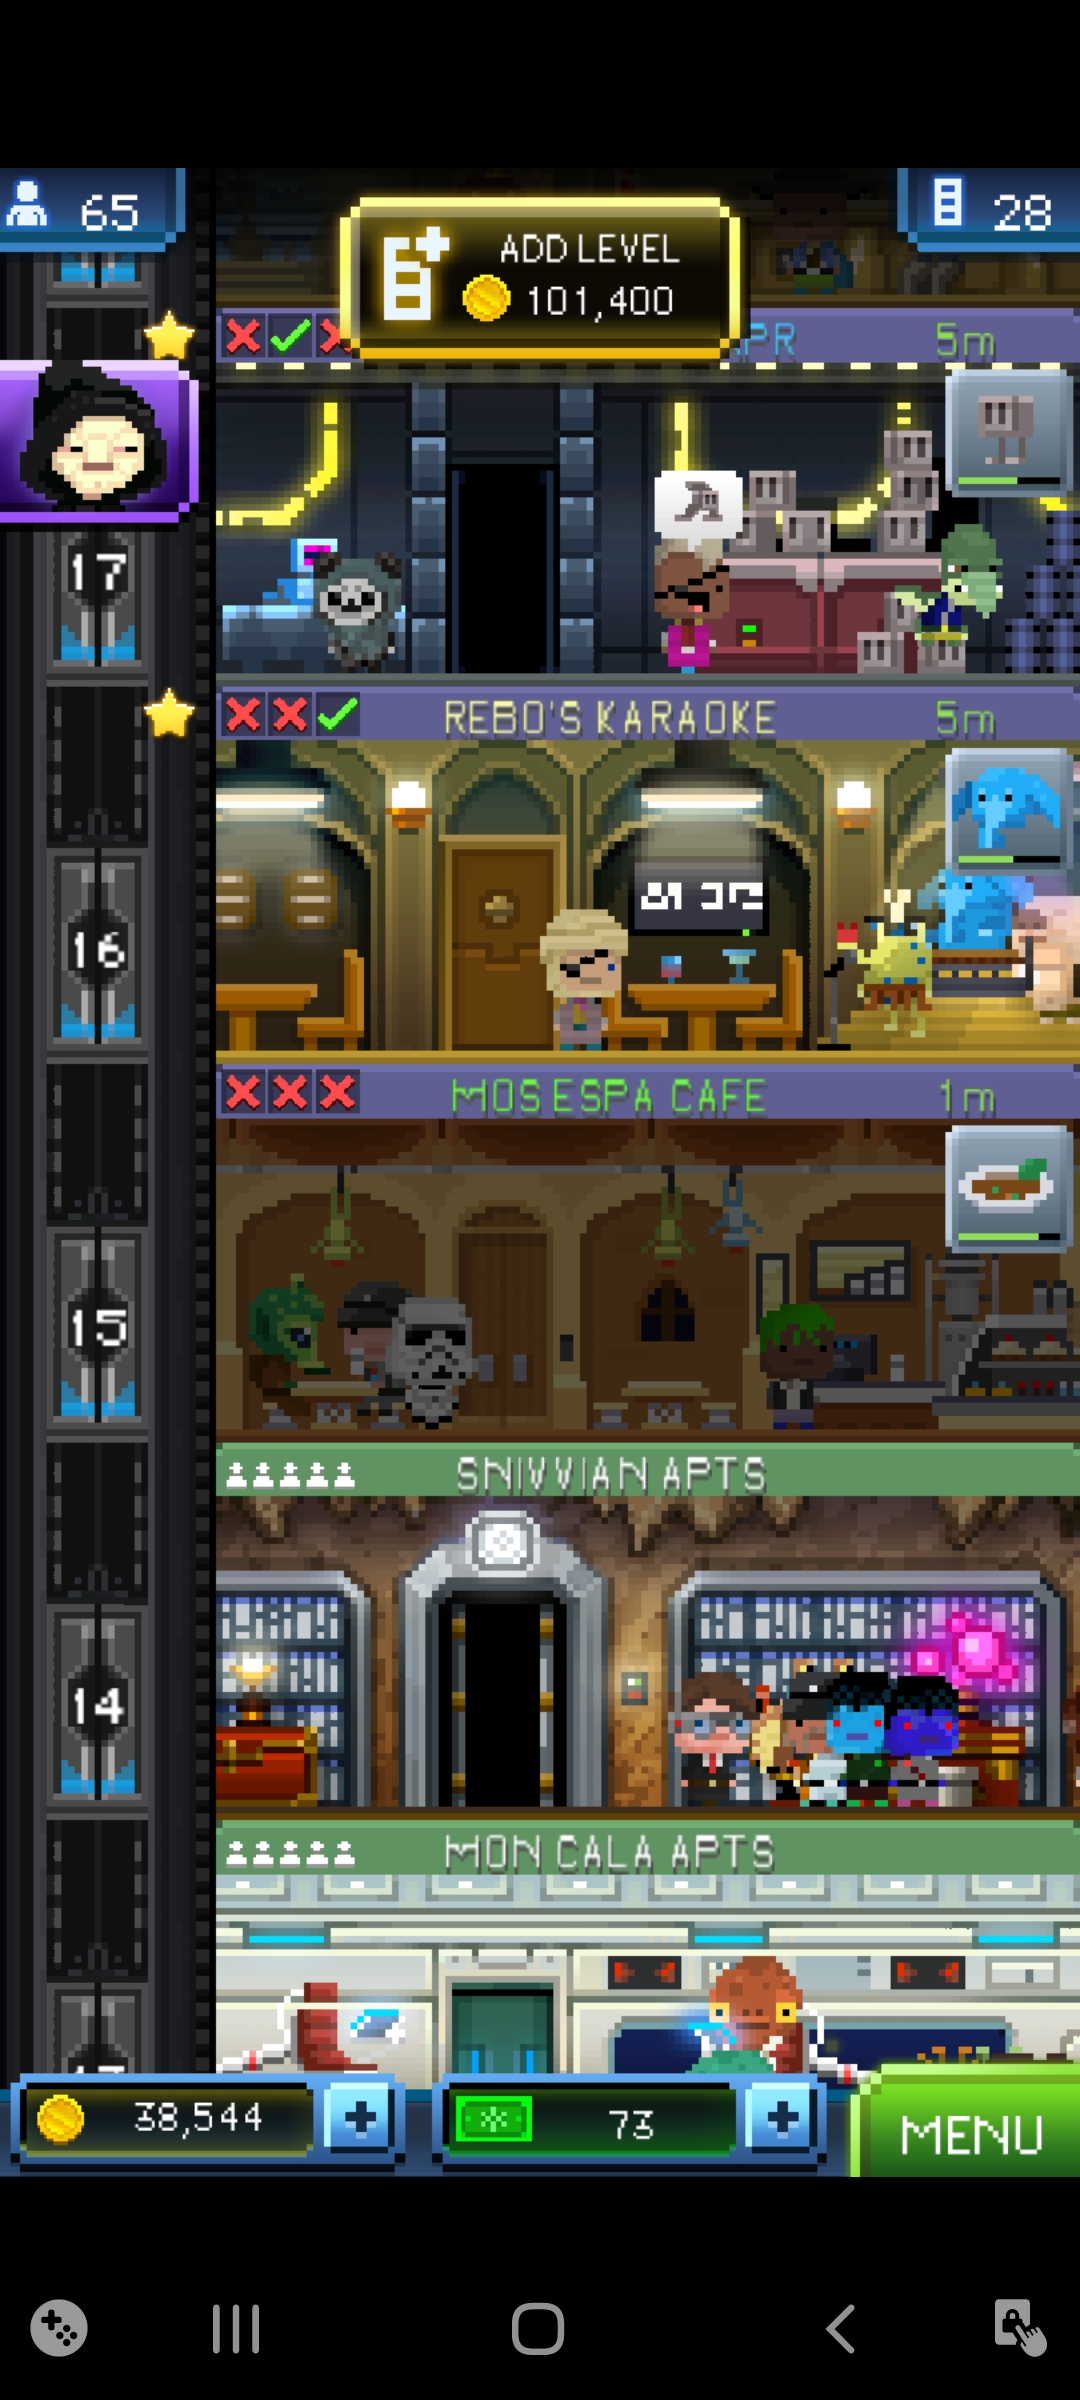 65
ADD LEVEL
101,400
28
5m
17
REBO'S KARAOKE
5m
16
MOS ESPA CAFE
1m
15
SNIVVIAN APTS
14
MON CALA APTS
38,544
73
MENU